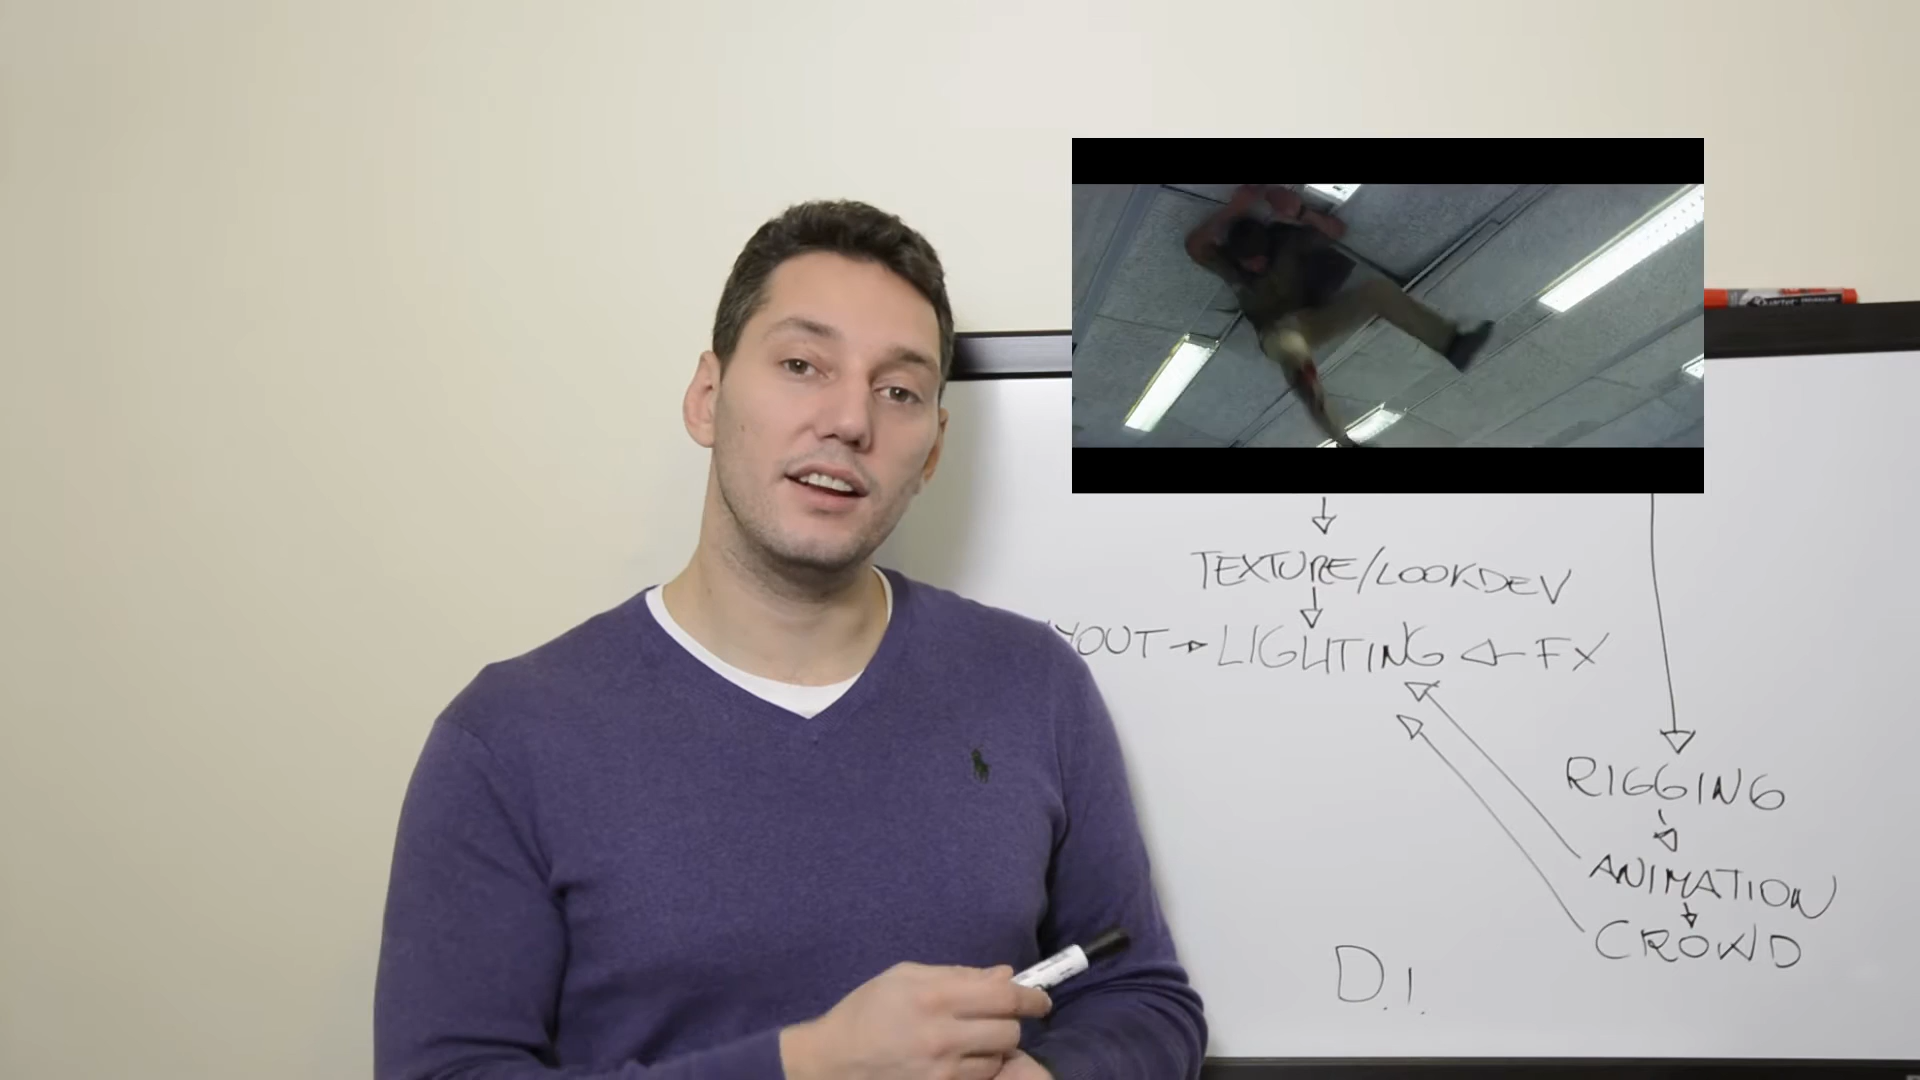 TEXTURE/LOOKDEV
YOUT → LIGHTING ← FX
RIGGING
ANIMATION
CROWD
D.I.